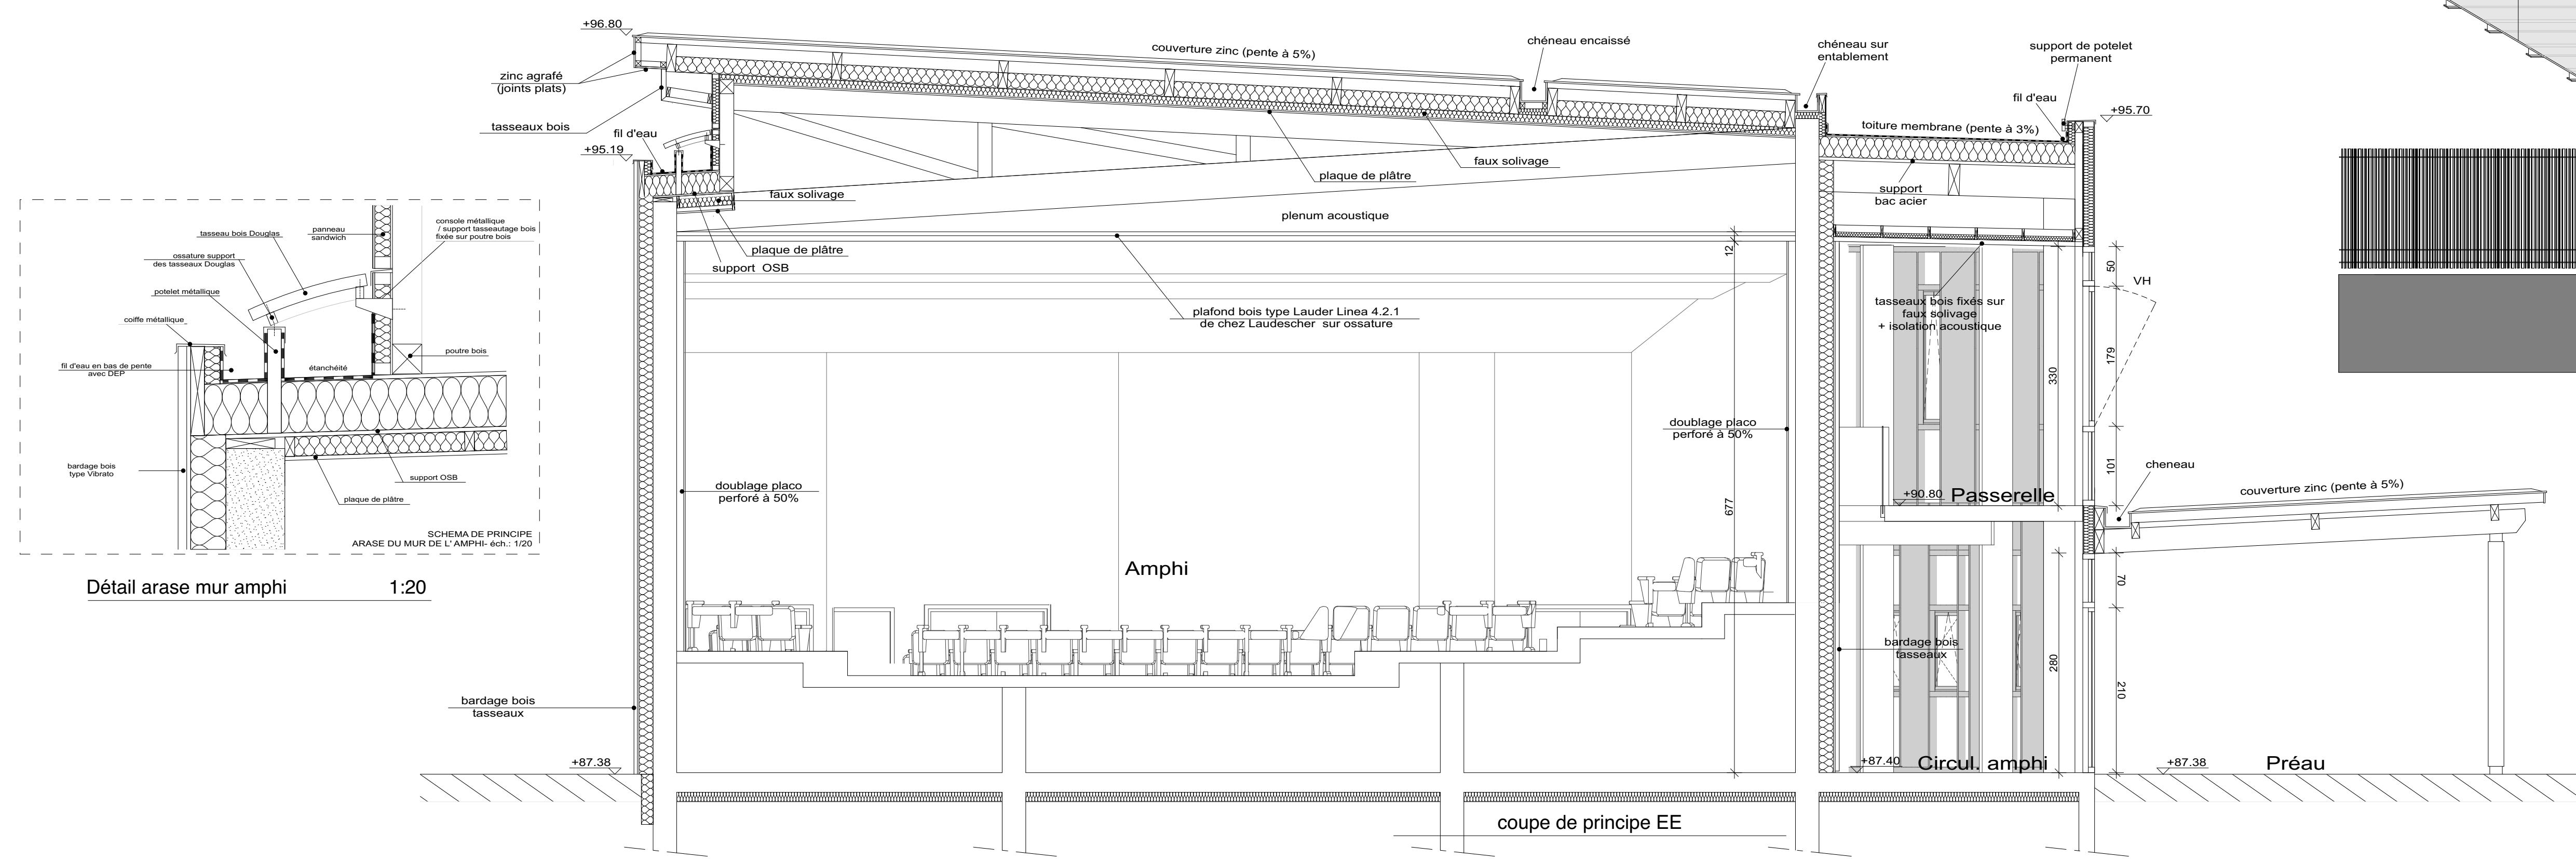 +96.80
couverture zinc (pente à 5%)
chéneau encaissé
chéneau sur
entablement
support de potelet
permanent
zinc agrafé
(joints plats)
fil d'eau
+95.70
tasseaux bois
fil d'eau
toiture membrane (pente à 3%)
+95.19
faux solivage
plaque de plâtre
faux solivage
support
bac acier
plenum acoustique
plaque de plâtre
support OSB
12
50
VH
plafond bois type Lauder Linea 4.2.1
de chez Laudescher sur ossature
tasseaux bois fixés sur
faux solivage
+ isolation acoustique
179
330
doublage placo
perforé à 50%
101
cheneau
doublage placo
perforé à 50%
+90.80
Passerelle
couverture zinc (pente à 5%)
677
Amphi
70
bardage bois
tasseaux
280
210
bardage bois
tasseaux
+87.38
+87.40
Circul. amphi
+87.38
Préau
coupe de principe EE
console métallique
/ support tasseautage bois
fixée sur poutre bois
tasseau bois Douglas
panneau
sandwich
ossature support
des tasseaux Douglas
potelet métallique
coiffe métallique
poutre bois
fil d'eau en bas de pente
avec DEP
étanchéité
bardage bois
type Vibrato
support OSB
plaque de plâtre
SCHEMA DE PRINCIPE
ARASE DU MUR DE L' AMPHI- éch.: 1/20
Détail arase mur amphi 1:20